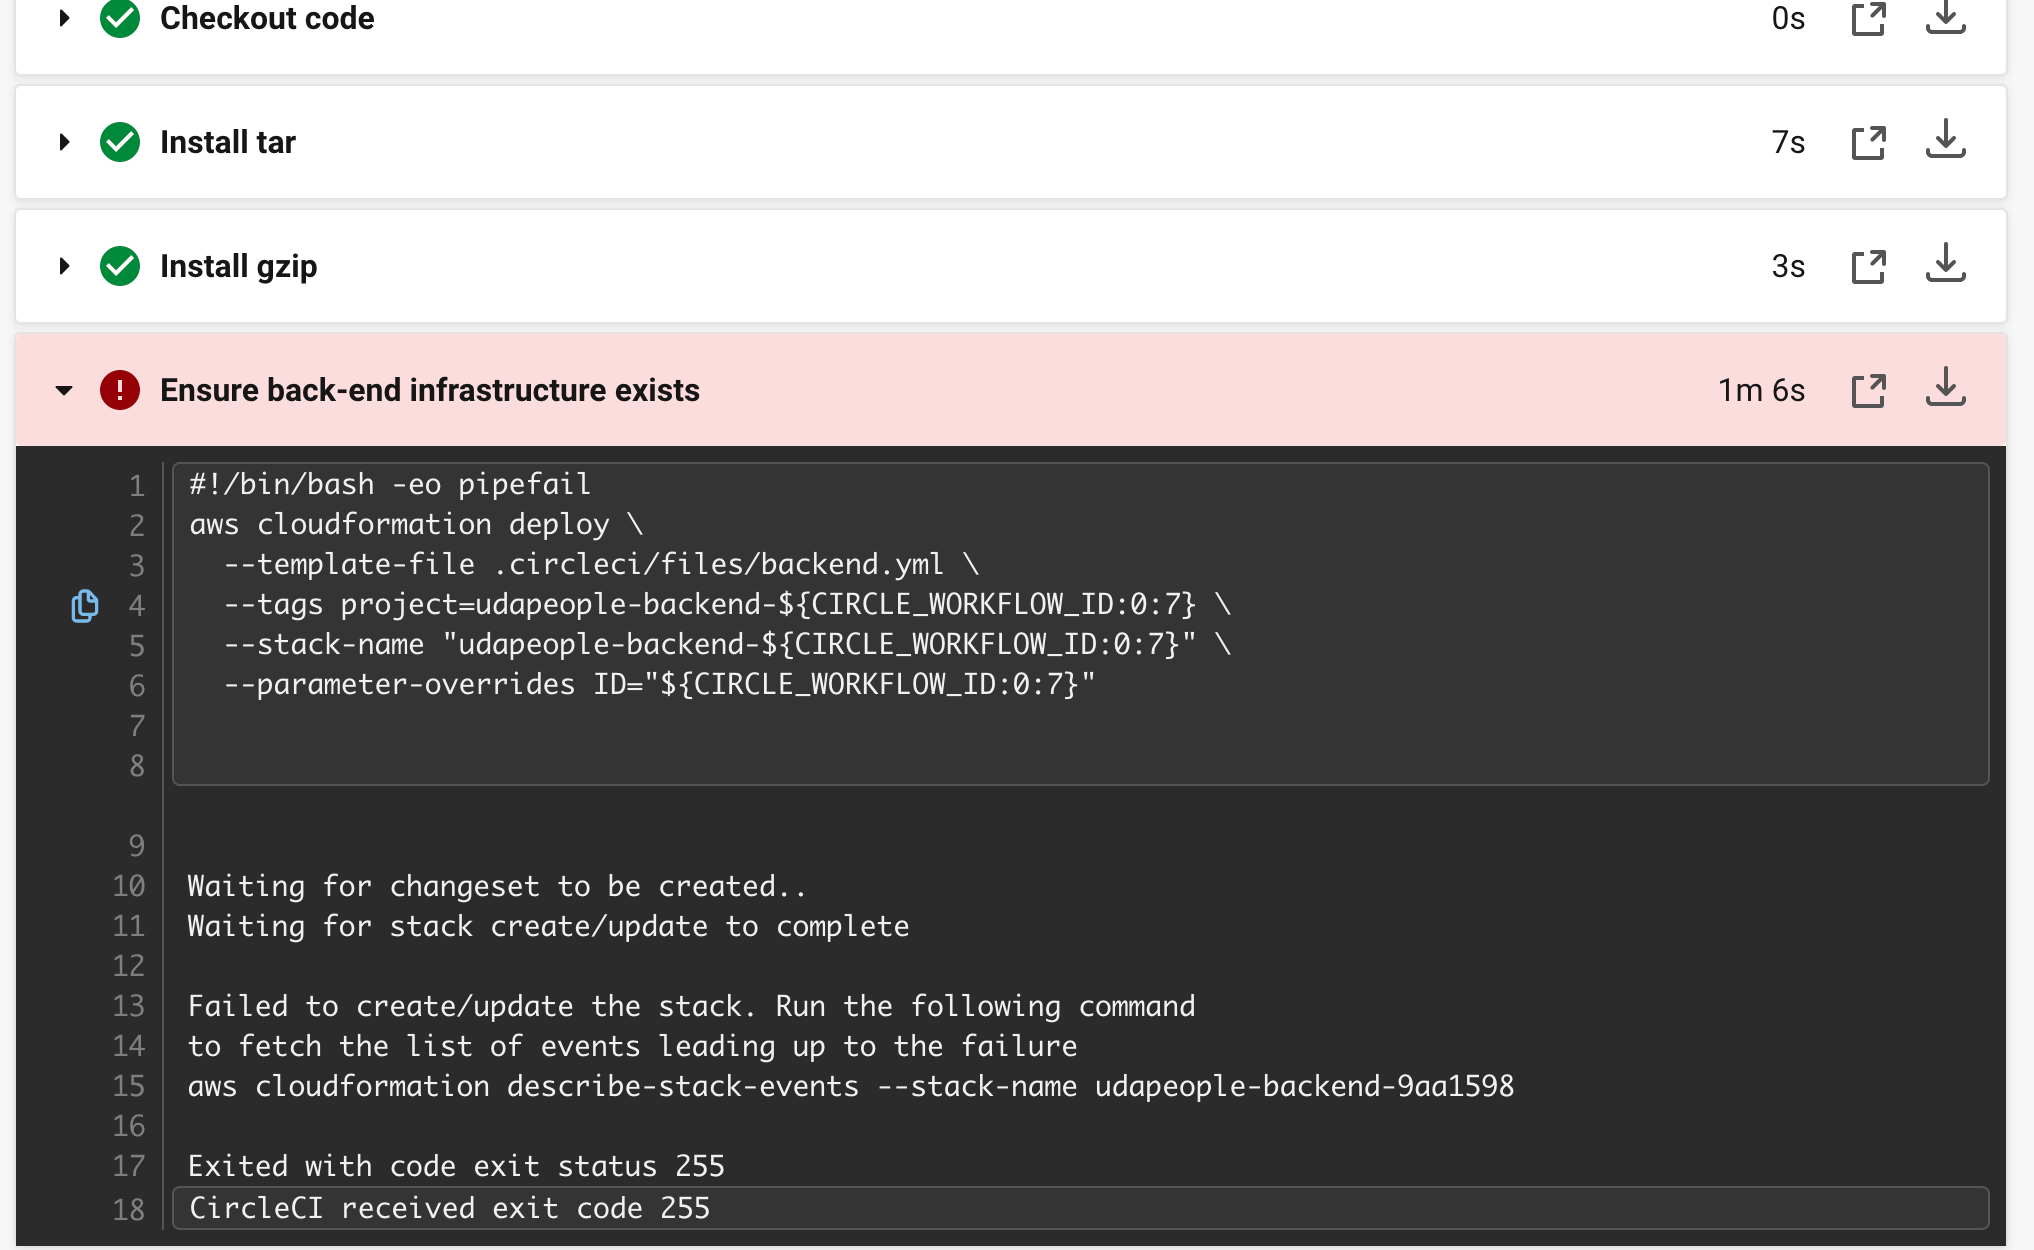 Checkout code 0s
Install tar 7s
Install gzip 3s
Ensure back-end infrastructure exists 1m 6s
1 #!/bin/bash -eo pipefail
2 aws cloudformation deploy \
3   --template-file .circleci/files/backend.yml \
4   --tags project=udapeople-backend-${CIRCLE_WORKFLOW_ID:0:7} \
5   --stack-name "udapeople-backend-${CIRCLE_WORKFLOW_ID:0:7}" \
6   --parameter-overrides ID="${CIRCLE_WORKFLOW_ID:0:7}"
7
8
9
10 Waiting for changeset to be created..
11 Waiting for stack create/update to complete
12
13 Failed to create/update the stack. Run the following command
14 to fetch the list of events leading up to the failure
15 aws cloudformation describe-stack-events --stack-name udapeople-backend-9aa1598
16
17 Exited with code exit status 255
18 CircleCI received exit code 255